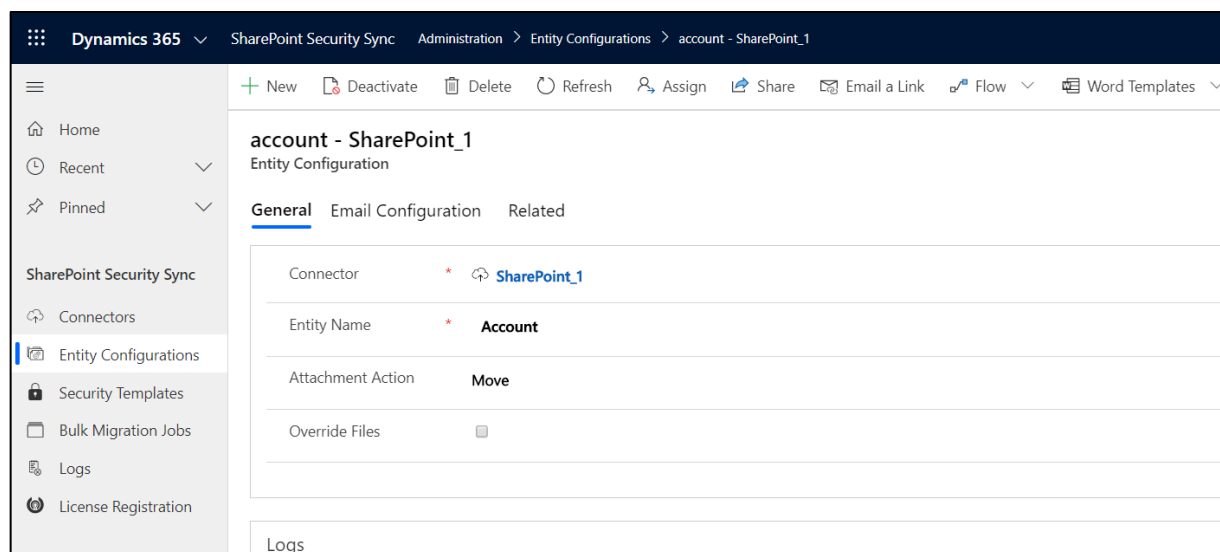 Dynamics 365 SharePoint Security Sync Administration > Entity Configurations > account - SharePoint_1
New Deactivate Delete Refresh Assign Share Email a Link Flow Word Templates
Home
Recent
Pinned
SharePoint Security Sync
Connectors
Entity Configurations
Security Templates
Bulk Migration Jobs
Logs
License Registration
account - SharePoint_1
Entity Configuration
General Email Configuration Related
Connector * SharePoint_1
Entity Name * Account
Attachment Action Move
Override Files
Logs